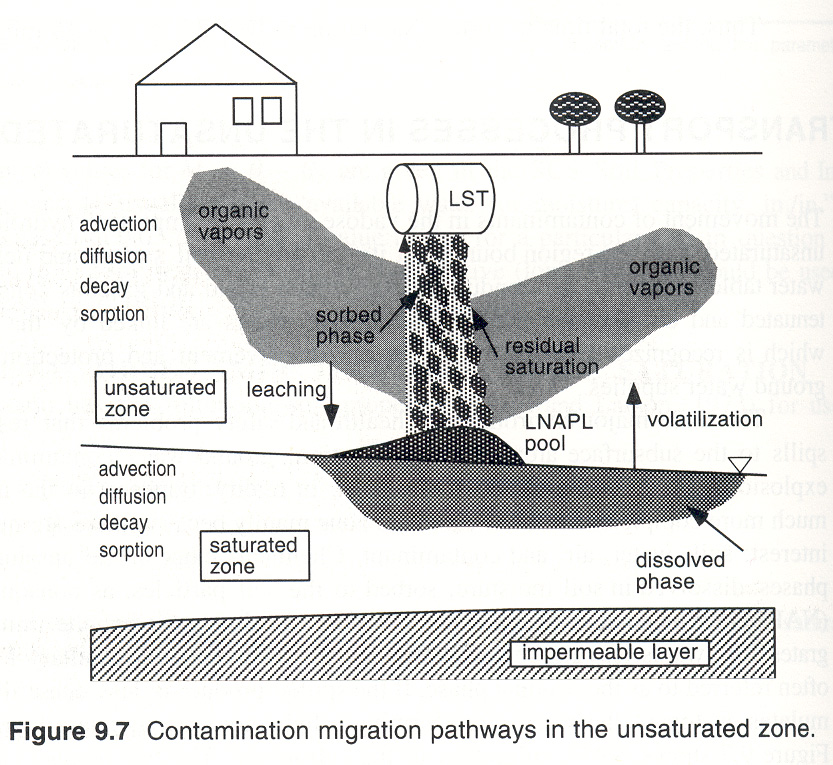 LST
organic
vapors
advection
diffusion
decay
sorption
organic
vapors
sorbed
phase
residual
saturation
unsaturated
zone
leaching
LNAPL
pool
volatilization
advection
diffusion
decay
sorption
saturated
zone
dissolved
phase
impermeable layer
Figure 9.7 Contamination migration pathways in the unsaturated zone.